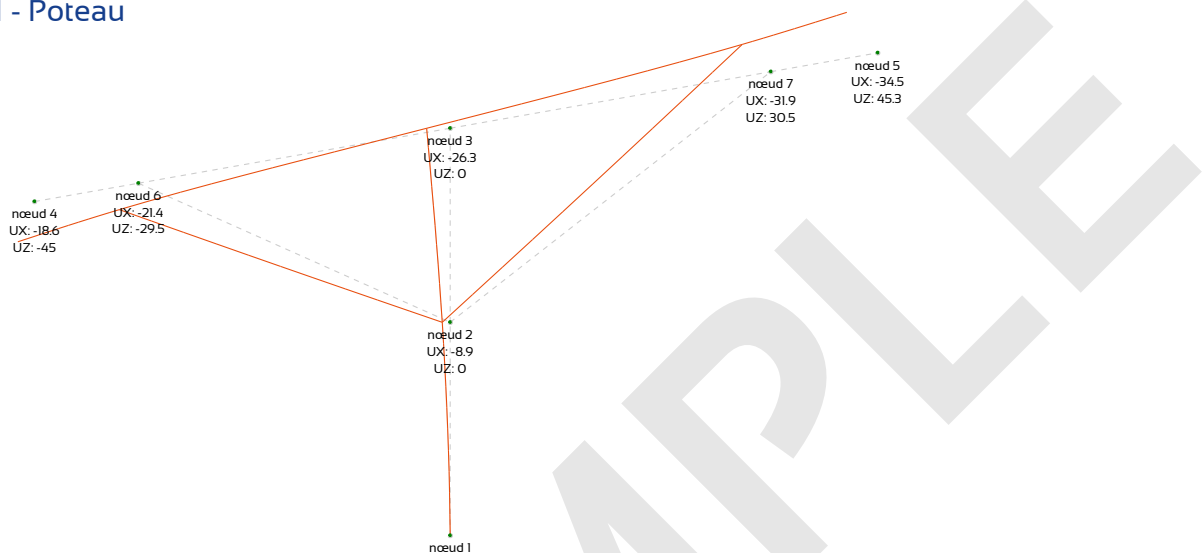 - Poteau
nœud 5
UX: -34.5
UZ: 45.3
nœud 7
UX: -31.9
UZ: 30.5
nœud 3
UX: -26.3
UZ: 0
nœud 6
UX: -21.4
UZ: -29.5
nœud 4
UX: -18.6
UZ: -45
nœud 2
UX: -8.9
UZ: 0
nœud 1
MPLE